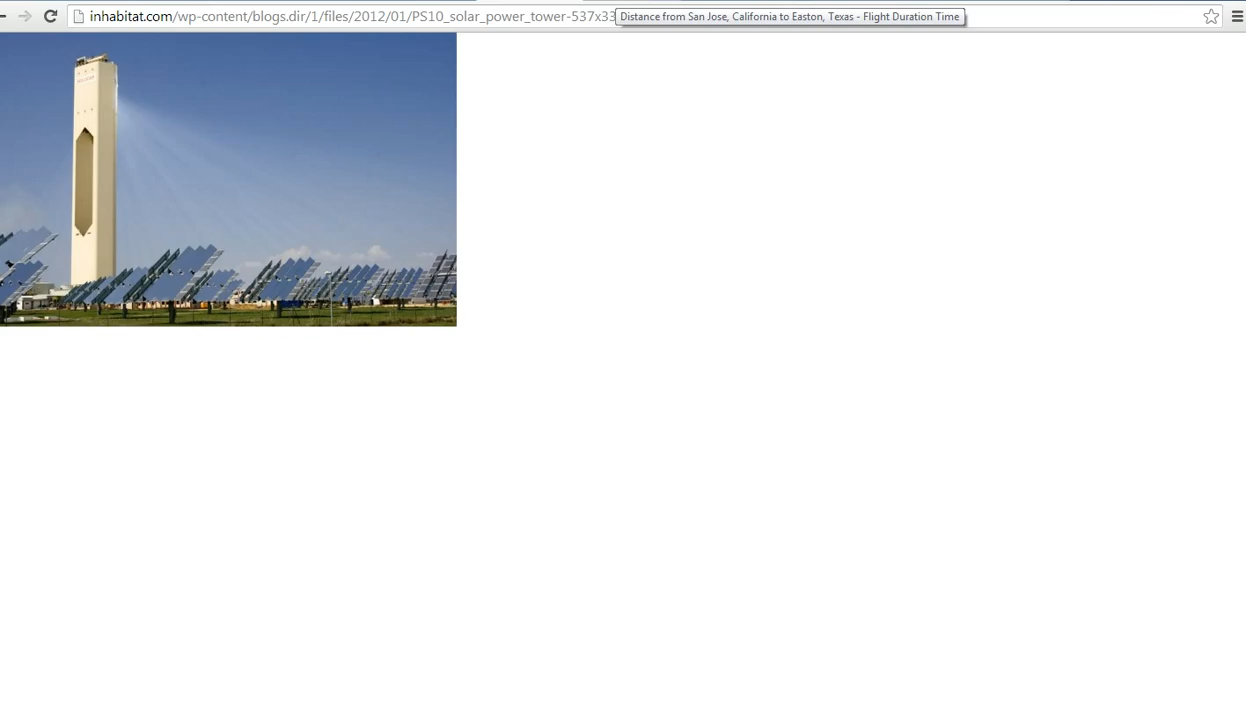 inhabitat.com/wp-content/blogs.dir/1/files/2012/01/PS10_solar_power_tower-537x33
Distance from San Jose, California to Easton, Texas - Flight Duration Time